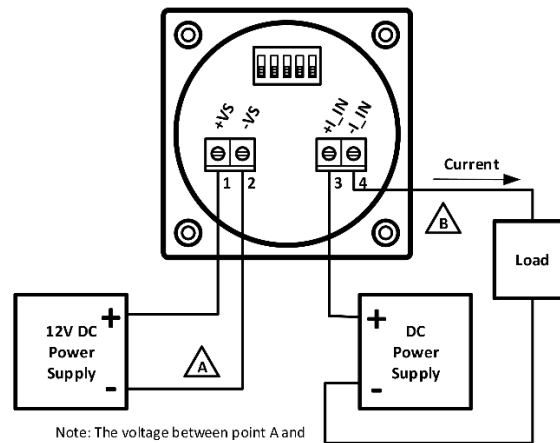 +VS
-VS
+I_IN
-I_IN
1
2
3
4
Current
B
Load
12V DC
Power
Supply
+
-
A
+
-
DC
Power
Supply
Note: The voltage between point A and